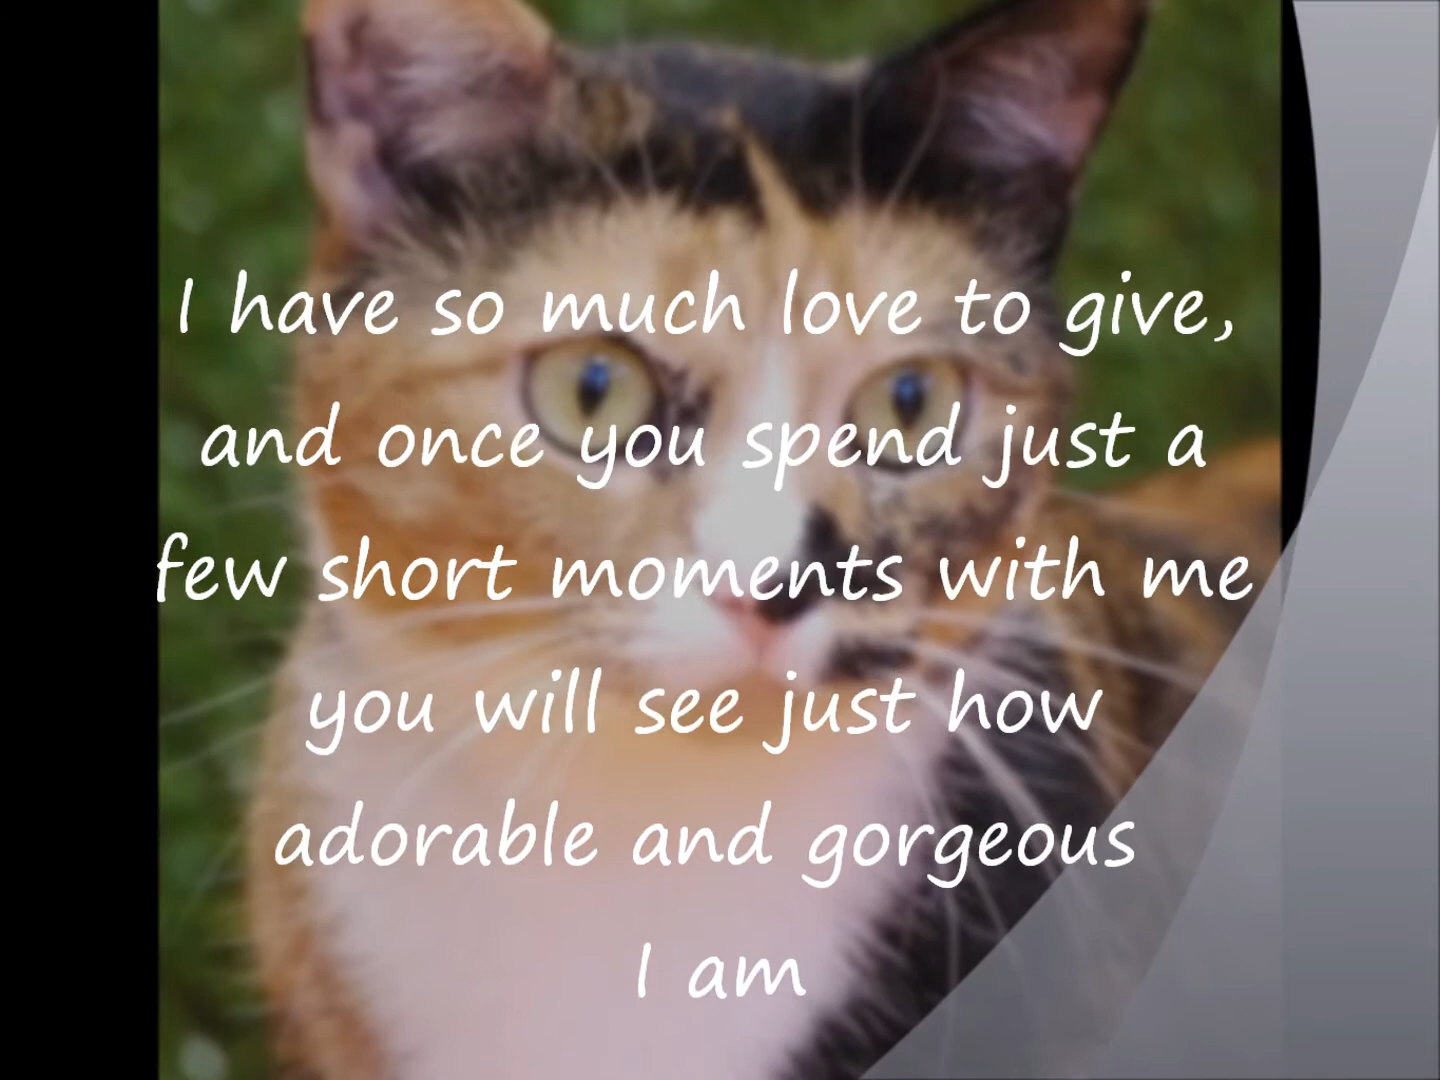 I have so much love to give,
and once you spend just a
few short moments with me
you will see just how
adorable and gorgeous
I am